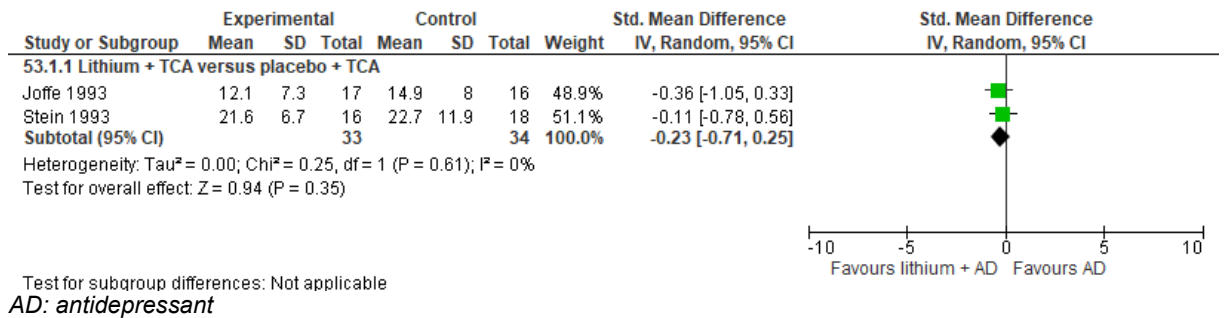 Experimental Control Std. Mean Difference Std. Mean Difference
Study or Subgroup Mean SD Total Mean SD Total Weight IV, Random, 95% CI IV, Random, 95% CI
53.1.1 Lithium + TCA versus placebo + TCA
Joffe 1993 12.1 7.3 17 14.9 8 16 48.9% -0.36 [-1.05, 0.33]
Stein 1993 21.6 6.7 16 22.7 11.9 18 51.1% -0.11 [-0.78, 0.56]
Subtotal (95% CI) 33 34 100.0% -0.23 [-0.71, 0.25]
Heterogeneity: Tau² = 0.00; Chi² = 0.25, df = 1 (P = 0.61); I² = 0%
Test for overall effect: Z = 0.94 (P = 0.35)
-10 -5 0 5 10
Favours lithium + AD Favours AD
Test for subgroup differences: Not applicable
AD: antidepressant